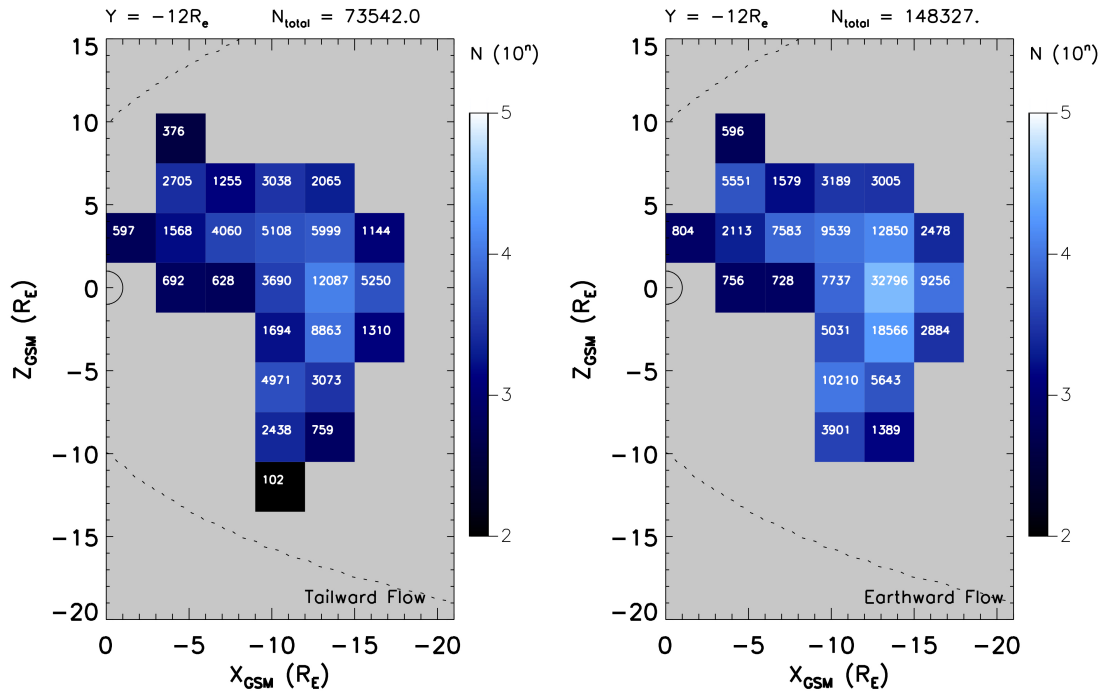 Y = −12Re N_total = 73542.0
N (10^n)
15
10
5
0
−5
−10
−15
−20
Z_GSM (R_E)
376
2705 1255 3038 2065
597 1568 4060 5108 5999 1144
692 628 3690 12087 5250
1694 8863 1310
4971 3073
2438 759
102
Tailward Flow
0 −5 −10 −15 −20
X_GSM (R_E)
5
4
3
2
Y = −12Re N_total = 148327.
N (10^n)
15
10
5
0
−5
−10
−15
−20
Z_GSM (R_E)
596
5551 1579 3189 3005
804 2113 7583 9539 12850 2478
756 728 7737 32796 9256
5031 18566 2884
10210 5643
3901 1389
Earthward Flow
0 −5 −10 −15 −20
X_GSM (R_E)
5
4
3
2